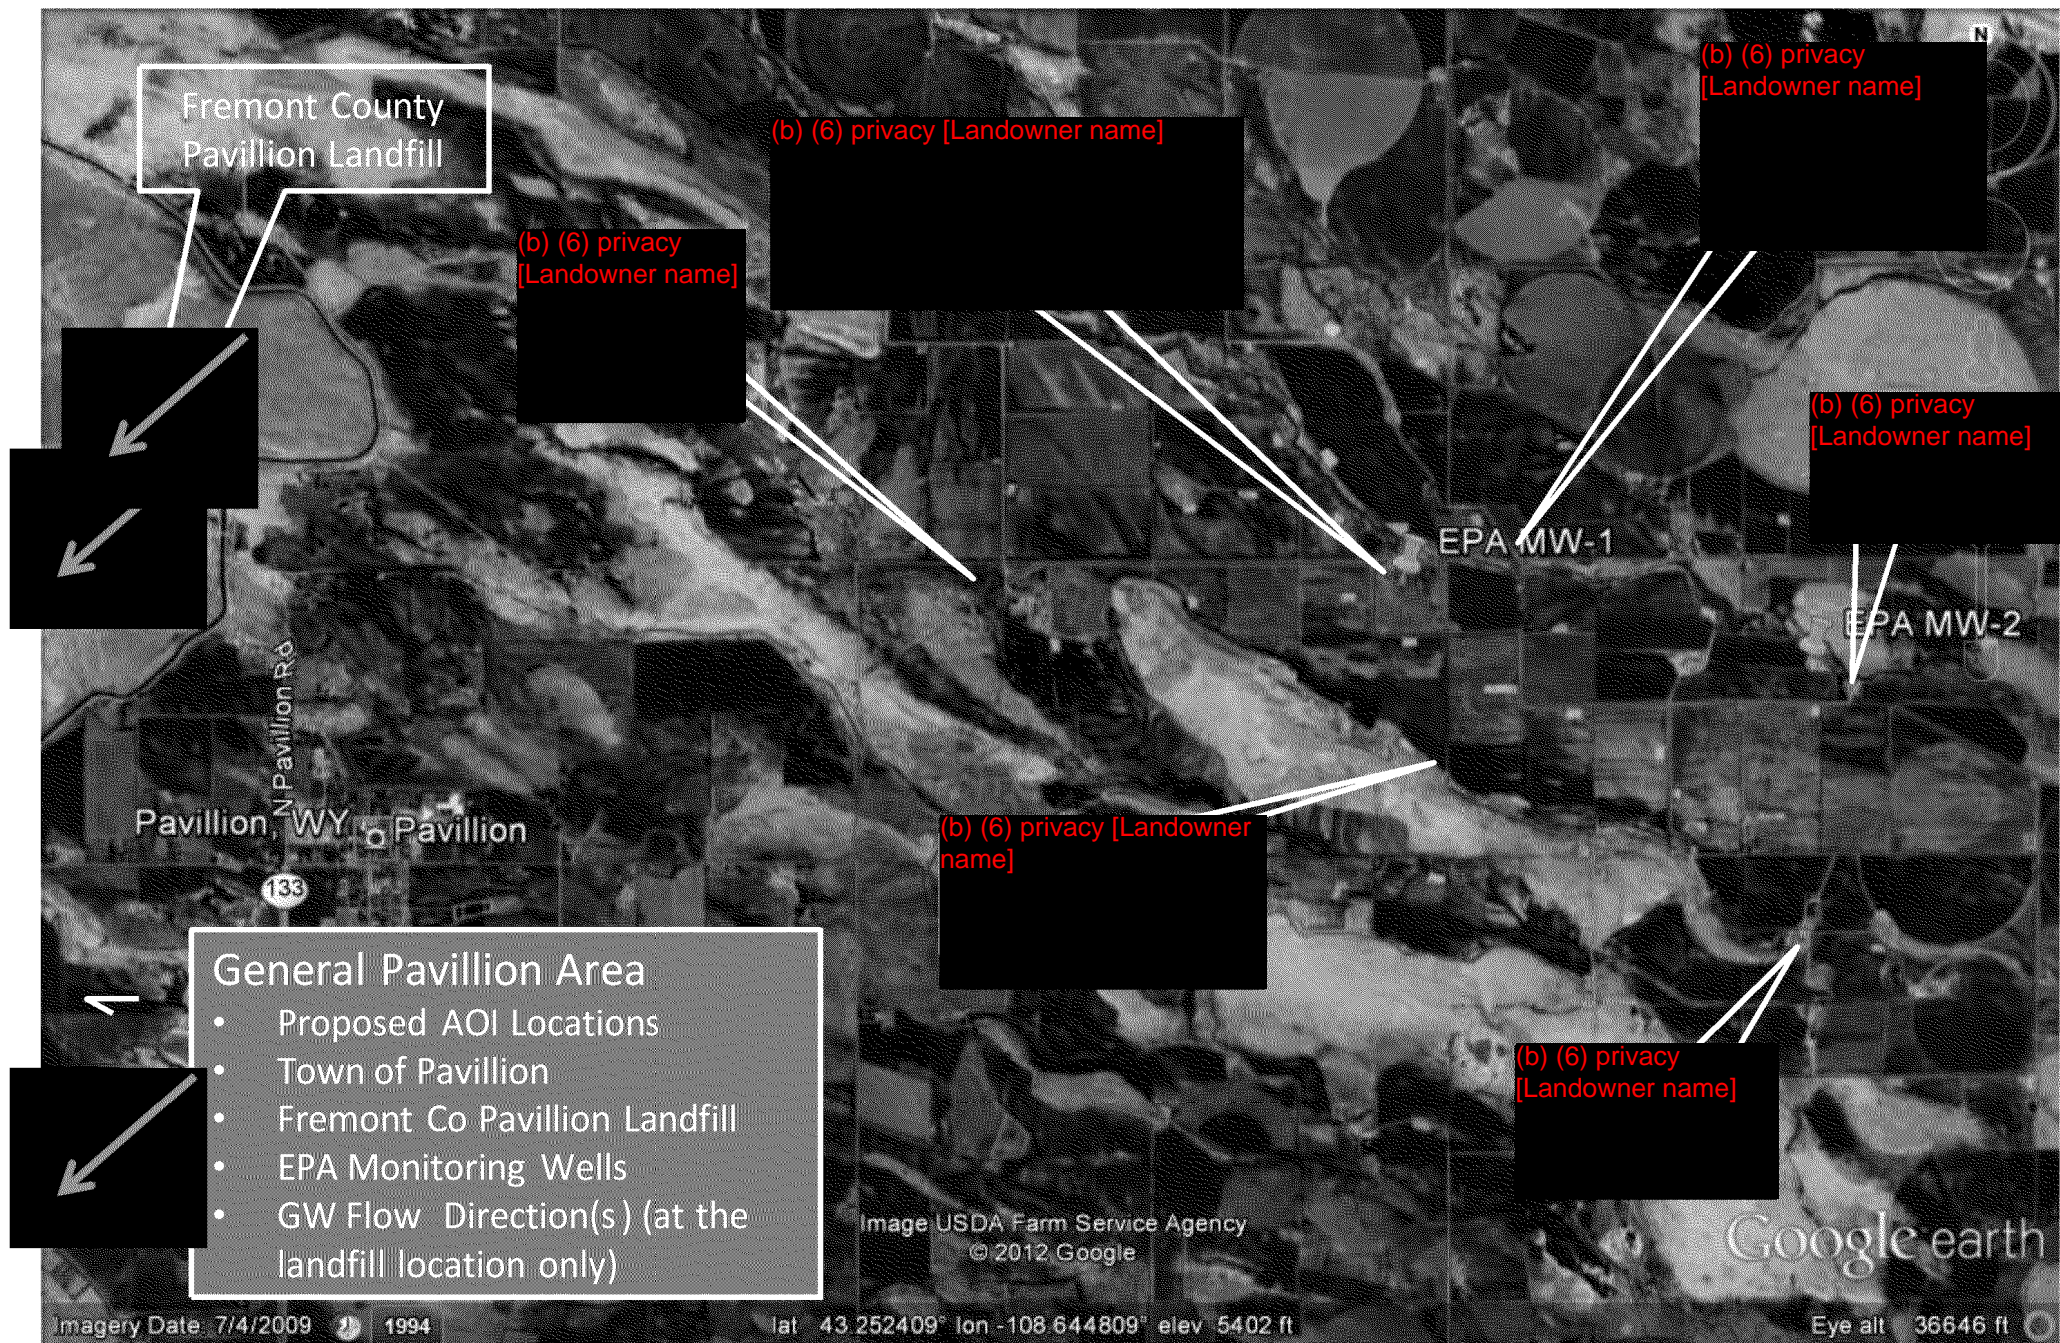 N
Fremont County
Pavillion Landfill
(b) (6) privacy [Landowner name]
(b) (6) privacy
[Landowner name]
(b) (6) privacy
[Landowner name]
(b) (6) privacy
[Landowner name]
EPA MW-1
EPA MW-2
N Pavillion Rd
Pavillion, WY
Pavillion
133
(b) (6) privacy [Landowner
name]
(b) (6) privacy
[Landowner name]
General Pavillion Area
• Proposed AOI Locations
• Town of Pavillion
• Fremont Co Pavillion Landfill
• EPA Monitoring Wells
• GW Flow Direction(s) (at the
landfill location only)
Image USDA Farm Service Agency
© 2012 Google
Google earth
Imagery Date 7/4/2009 1994
lat 43.252409° lon -108.644809° elev 5402 ft
Eye alt 36646 ft